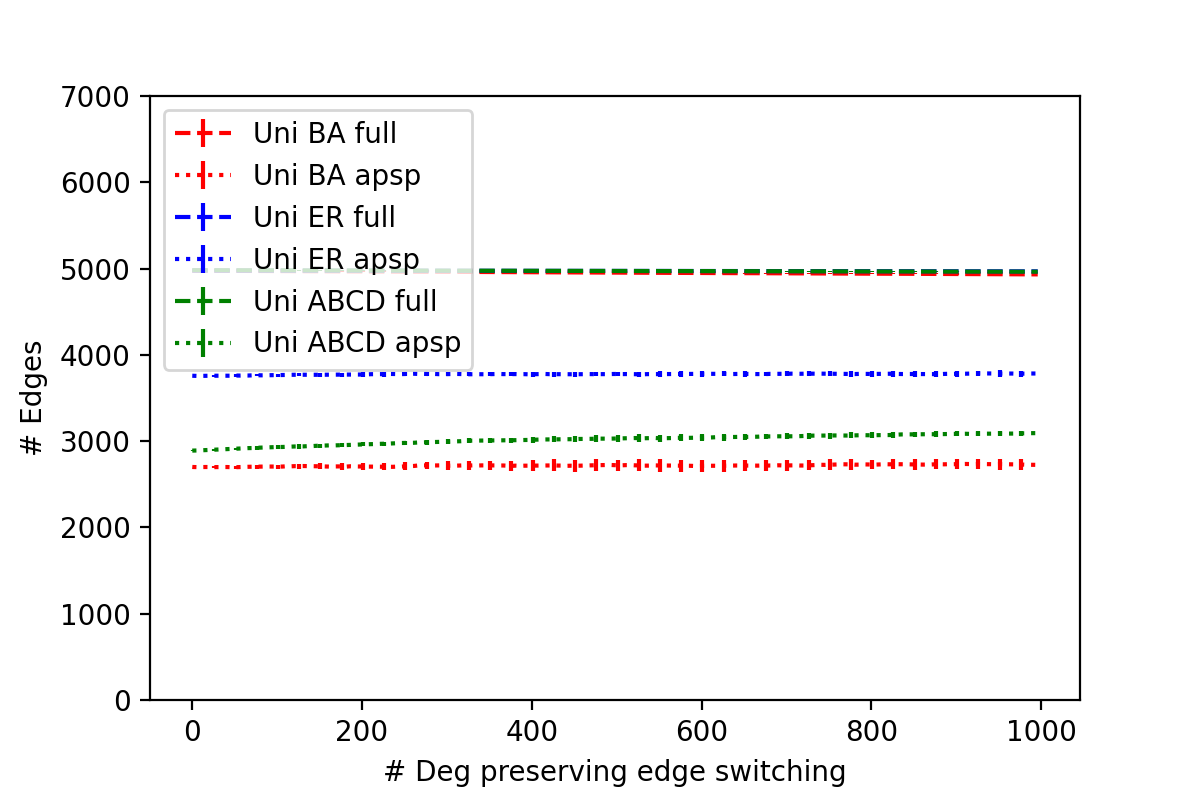 7000
6000
5000
4000
3000
2000
1000
0
# Edges
Uni BA full
Uni BA apsp
Uni ER full
Uni ER apsp
Uni ABCD full
Uni ABCD apsp
0 200 400 600 800 1000
# Deg preserving edge switching